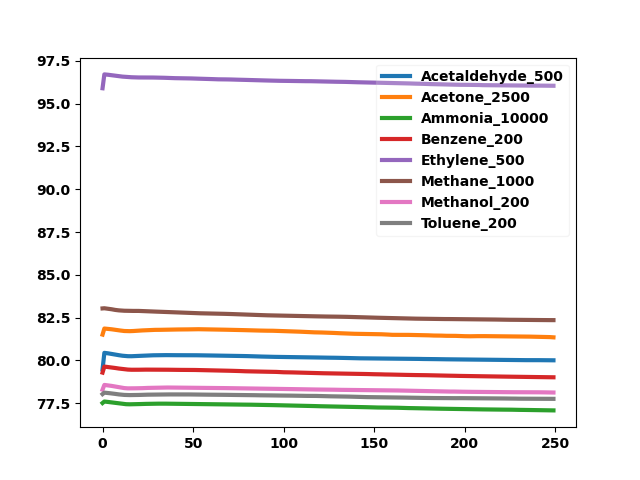 97.5
95.0
92.5
90.0
87.5
85.0
82.5
80.0
77.5
0 50 100 150 200 250
Acetaldehyde_500
Acetone_2500
Ammonia_10000
Benzene_200
Ethylene_500
Methane_1000
Methanol_200
Toluene_200